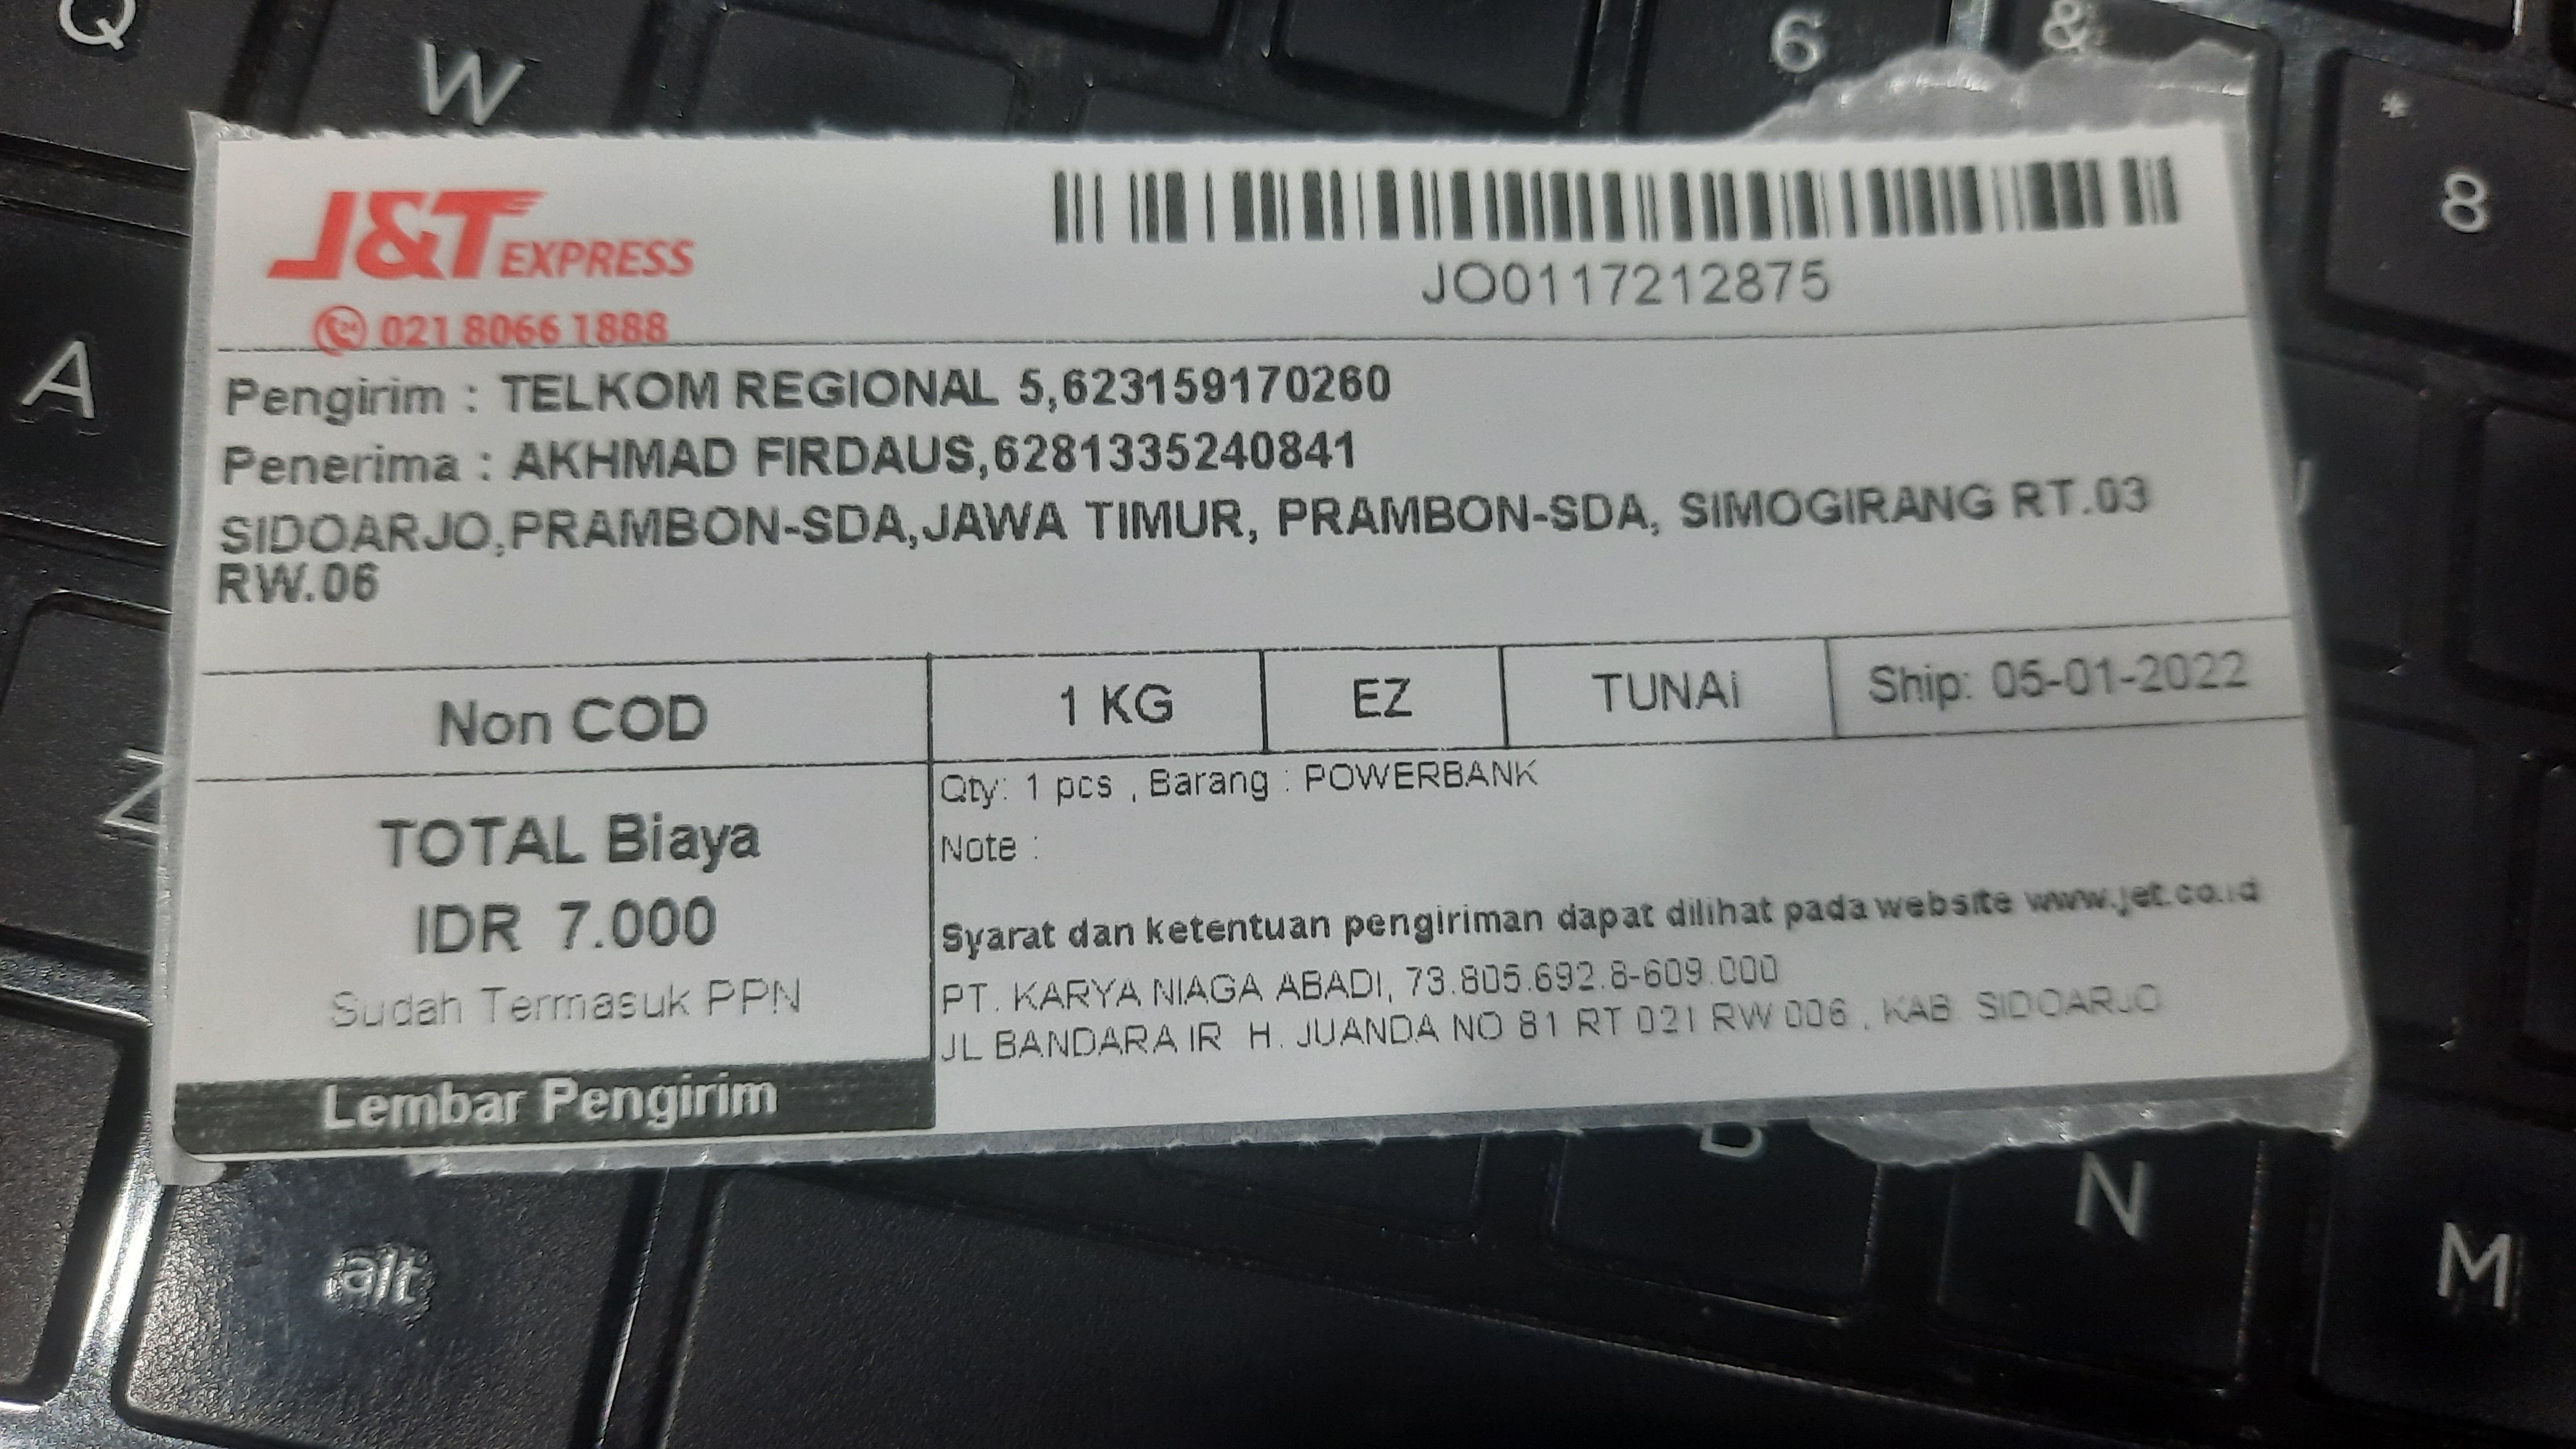 J&T EXPRESS
021 8066 1888
JO0117212875
Pengirim : TELKOM REGIONAL 5,623159170260
Penerima : AKHMAD FIRDAUS,6281335240841
SIDOARJO,PRAMBON-SDA,JAWA TIMUR, PRAMBON-SDA, SIMOGIRANG RT.03
RW.06
Non COD
1 KG
EZ
TUNAI
Ship: 05-01-2022
TOTAL Biaya
IDR 7.000
Sudah Termasuk PPN
Lembar Pengirim
Qty: 1 pcs , Barang : POWERBANK
Note :
Syarat dan ketentuan pengiriman dapat dilihat pada website www.jet.co.id
PT. KARYA NIAGA ABADI, 73.805.692.8-609.000
JL BANDARA IR. H. JUANDA NO 81 RT 021 RW 006 , KAB SIDOARJO
Q
A
Z
W
alt
N
M
6
&
*
8